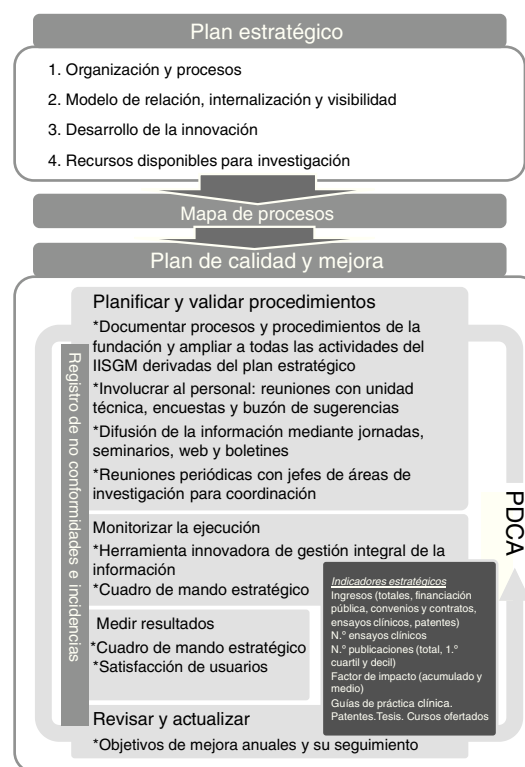 Plan estratégico
1. Organización y procesos
2. Modelo de relación, internalización y visibilidad
3. Desarrollo de la innovación
4. Recursos disponibles para investigación
Mapa de procesos
Plan de calidad y mejora
Planificar y validar procedimientos
*Documentar procesos y procedimientos de la
fundación y ampliar a todas las actividades del
IISGM derivadas del plan estratégico
*Involucrar al personal: reuniones con unidad
técnica, encuestas y buzón de sugerencias
*Difusión de la información mediante jornadas,
seminarios, web y boletines
*Reuniones periódicas con jefes de áreas de
investigación para coordinación
Registro de no conformidades e incidencias
PDCA
Monitorizar la ejecución
*Herramienta innovadora de gestión integral de la
información
*Cuadro de mando estratégico
Medir resultados
*Cuadro de mando estratégico
*Satisfacción de usuarios
Indicadores estratégicos
Ingresos (totales, financiación
pública, convenios y contratos,
ensayos clínicos, patentes)
N.º ensayos clínicos
N.º publicaciones (total, 1.º
cuartil y decil)
Factor de impacto (acumulado y
medio)
Guías de práctica clínica.
Patentes.Tesis. Cursos ofertados
Revisar y actualizar
*Objetivos de mejora anuales y su seguimiento